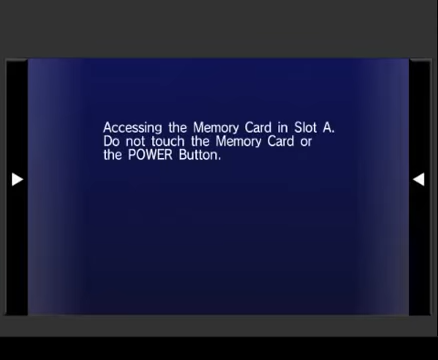 Accessing the Memory Card in Slot A.
Do not touch the Memory Card or
the POWER Button.